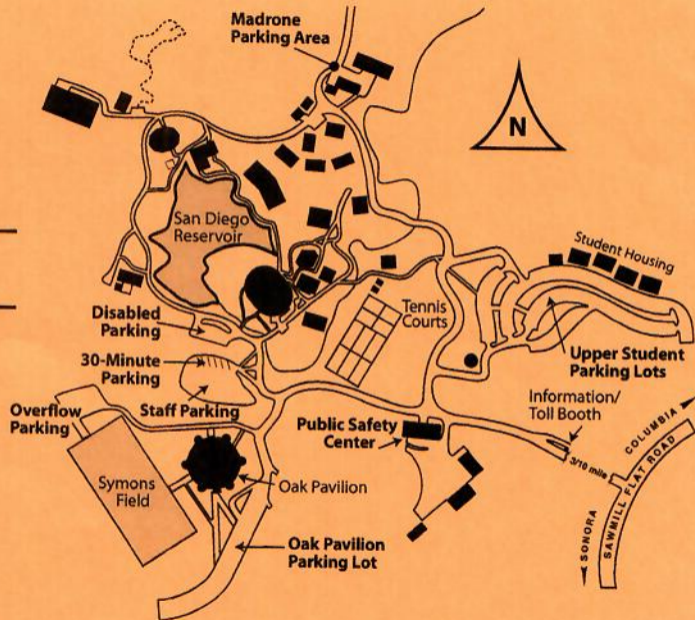 Madrone
Parking Area
N
San Diego
Reservoir
Student Housing
Disabled
Parking
Tennis
Courts
30-Minute
Parking
Upper Student
Parking Lots
Overflow
Parking
Staff Parking
Public Safety
Center
Information/
Toll Booth
Symons
Field
Oak Pavilion
Oak Pavilion
Parking Lot
3/10 mile
COLUMBIA
SAWMILL FLAT ROAD
SONORA